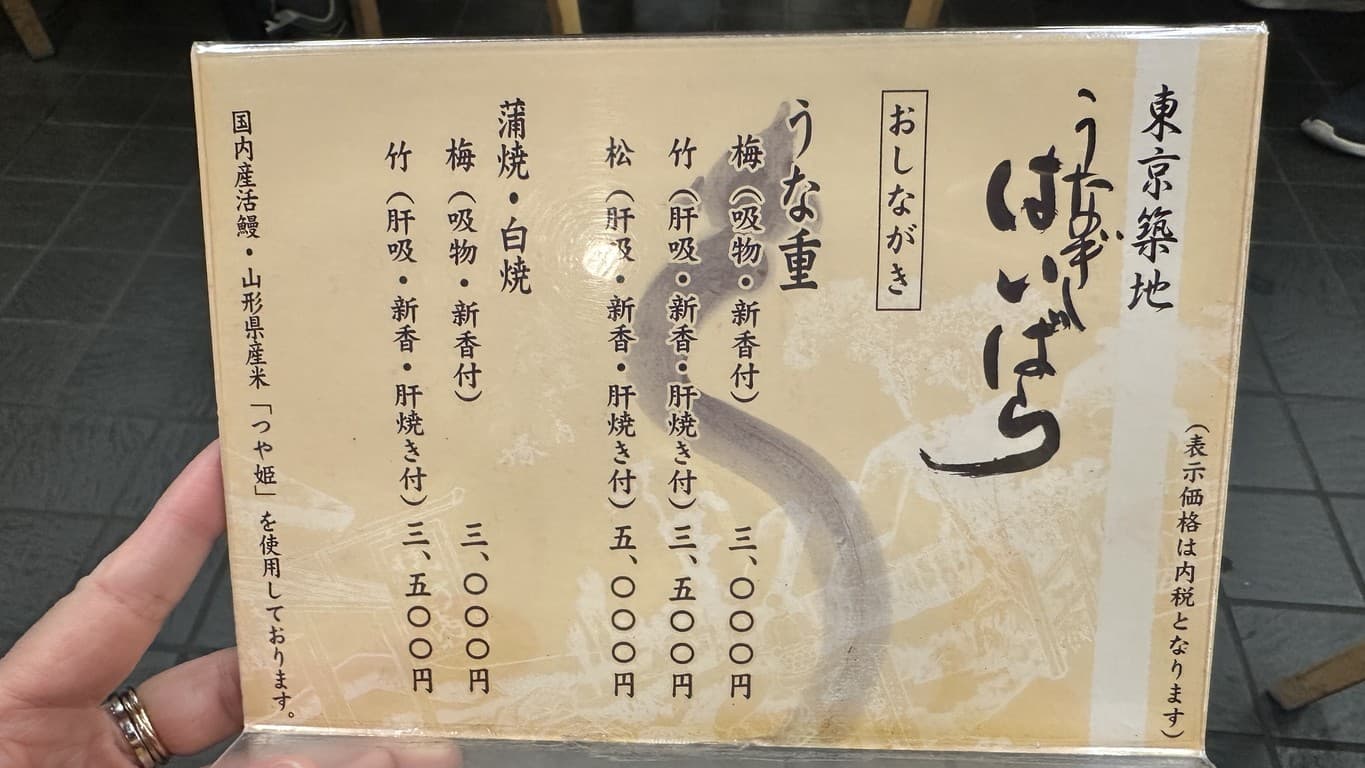 東京築地
(表示価格は内税となります)
うなぎ
はいばら
おしながき
うな重
梅(吸物・新香付) 三、〇〇〇円
竹(肝吸・新香・肝焼き付) 三、五〇〇円
松(肝吸・新香・肝焼き付) 五、〇〇〇円
蒲焼・白焼
梅(吸物・新香付) 三、〇〇〇円
竹(肝吸・新香・肝焼き付) 三、五〇〇円
国内産活鰻・山形県産米「つや姫」を使用しております。